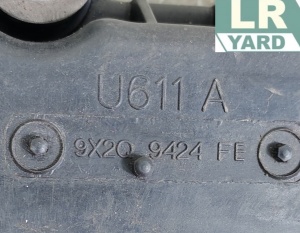 LR
YARD
U611 A
9X2Q 9424 FE